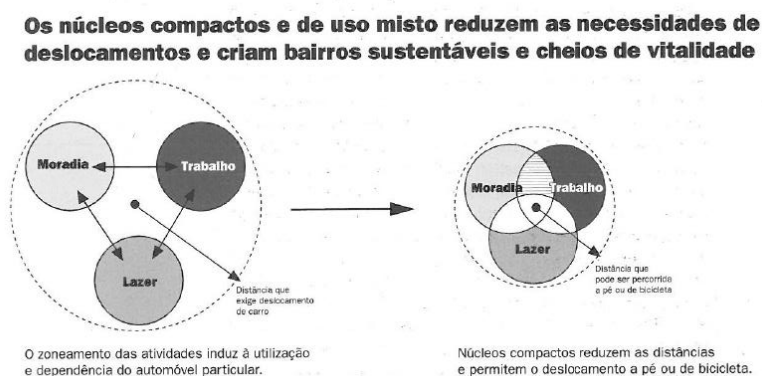 Os núcleos compactos e de uso misto reduzem as necessidades de
deslocamentos e criam bairros sustentáveis e cheios de vitalidade
Moradia
Trabalho
Lazer
Distância que
exige deslocamento
de carro
Moradia
Trabalho
Lazer
Distância que
pode ser percorrida
a pé ou de bicicleta
O zoneamento das atividades induz à utilização
e dependência do automóvel particular.
Núcleos compactos reduzem as distâncias
e permitem o deslocamento a pé ou de bicicleta.